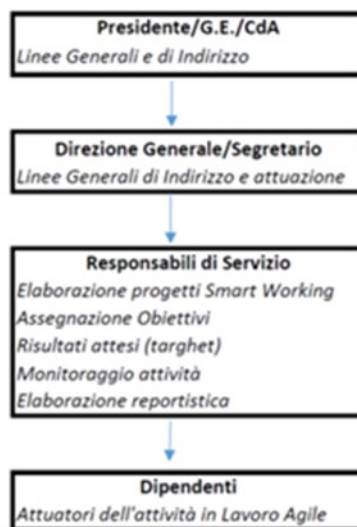 Presidente/G.E./CdA
Linee Generali e di Indirizzo
Direzione Generale/Segretario
Linee Generali di Indirizzo e attuazione
Responsabili di Servizio
Elaborazione progetti Smart Working
Assegnazione Obiettivi
Risultati attesi (targhet)
Monitoraggio attività
Elaborazione reportistica
Dipendenti
Attuatori dell'attività in Lavoro Agile